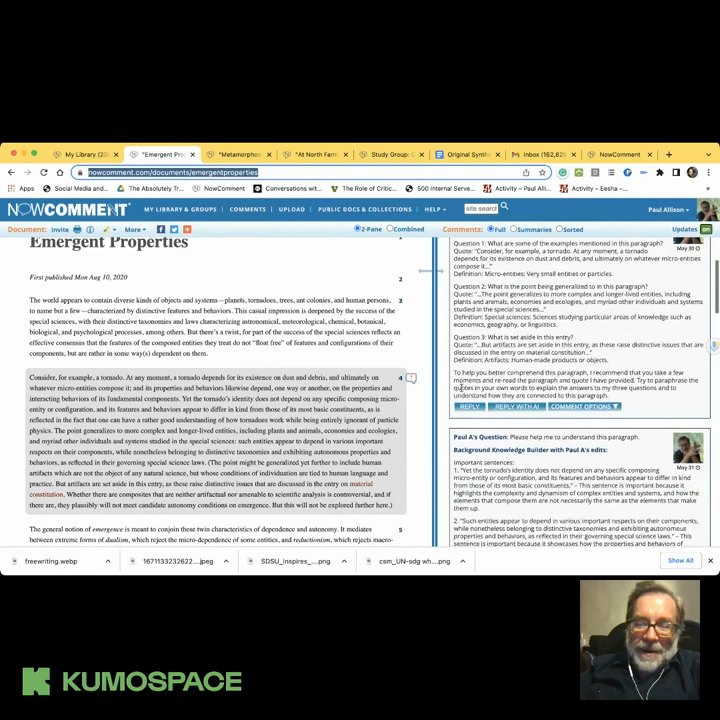 My Library (23
"Emergent Pro
"Metamorphos
"At North Farm
Study Group: C
Original Synthe
Inbox (162,825
NowComment
nowcomment.com/documents/emergentproperties
Apps
Social Media and...
The Absolutely Tr...
NowComment
Conversations wit...
The Role of Critic...
500 Internal Serve...
Activity – Paul Alli...
Activity – Eesha –...
NOWCOMMENT
MY LIBRARY & GROUPS
COMMENTS
UPLOAD
PUBLIC DOCS & COLLECTIONS
HELP
site search
Paul Allison
Document:
Invite
More
2-Pane
Combined
Comments:
Full
Summaries
Sorted
Updates
on
Emergent Properties
1
First published Mon Aug 10, 2020
2
The world appears to contain diverse kinds of objects and systems—planets, tornadoes, trees, ant colonies, and human persons,
3
to name but a few—characterized by distinctive features and behaviors. This casual impression is deepened by the success of the
special sciences, with their distinctive taxonomies and laws characterizing astronomical, meteorological, chemical, botanical,
biological, and psychological processes, among others. But there's a twist, for part of the success of the special sciences reflects an
effective consensus that the features of the composed entities they treat do not "float free" of features and configurations of their
components, but are rather in some way(s) dependent on them.
Consider, for example, a tornado. At any moment, a tornado depends for its existence on dust and debris, and ultimately on
4
whatever micro-entities compose it; and its properties and behaviors likewise depend, one way or another, on the properties and
interacting behaviors of its fundamental components. Yet the tornado's identity does not depend on any specific composing
micro-entity or configuration, and its features and behaviors appear to differ in kind from those of its most basic constituents, as is
reflected in the fact that one can have a rather good understanding of how tornadoes work while being entirely ignorant of particle
physics. The point generalizes to more complex and longer-lived entities, including plants and animals, economies and ecologies,
and myriad other individuals and systems studied in the special sciences: such entities appear to depend in various important
respects on their components, while nonetheless belonging to distinctive taxonomies and exhibiting autonomous properties and
behaviors, as reflected in their governing special science laws. (The point might be generalized yet further to include human
artifacts which are not the object of any natural science, but whose conditions of individuation are tied to human language and
practice. But artifacts are set aside in this entry, as these raise distinctive issues that are discussed in the entry on material
constitution. Whether there are composites that are neither artifactual nor amenable to scientific analysis is controversial, and if
there are, they plausibly will not meet candidate autonomy conditions on emergence. But this will not be explored further here.)
The general notion of emergence is meant to conjoin these twin characteristics of dependence and autonomy. It mediates
5
between extreme forms of dualism, which reject the micro-dependence of some entities, and reductionism, which rejects macro-
Question 1: What are some of the examples mentioned in this paragraph?
Quote: "Consider, for example, a tornado. At any moment, a tornado
depends for its existence on dust and debris, and ultimately on whatever micro-entities
compose it..."
Definition: Micro-entities: Very small entities or particles.
May 30
Question 2: What is the point being generalized to in this paragraph?
Quote: "...The point generalizes to more complex and longer-lived entities, including
plants and animals, economies and ecologies, and myriad other individuals and systems
studied in the special sciences..."
Definition: Special sciences: Sciences studying particular areas of knowledge such as
economics, geography, or linguistics.
Question 3: What is set aside in this entry?
Quote: "...But artifacts are set aside in this entry, as these raise distinctive issues that are
discussed in the entry on material constitution..."
Definition: Artifacts: Human-made products or objects.
To help you better comprehend this paragraph, I recommend that you take a few
moments and re-read the paragraph and quote I have provided. Try to paraphrase the
quotes in your own words to explain the answers to my three questions and to
understand how they are connected to this paragraph.
REPLY
REPLY WITH AI
COMMENT OPTIONS
Paul A's Question: Please help me to understand this paragraph.
Background Knowledge Builder with Paul A's edits:
May 31
Important sentences:
1. "Yet the tornado's identity does not depend on any specific composing
micro-entity or configuration, and its features and behaviors appear to differ in kind
from those of its most basic constituents." – This sentence is important because it
highlights the complexity and dynamism of complex entities and systems, and how the
elements that compose them are not necessarily the same as the elements that make
them up.
2. "Such entities appear to depend in various important respects on their components,
while nonetheless belonging to distinctive taxonomies and exhibiting autonomous
properties and behaviors, as reflected in their governing special science laws." – This
sentence is important because it showcases how the properties and behaviors of
freewriting.webp
1671133232622....jpeg
SDSU_inspires_....png
csm_UN-sdg wh....png
Show All
KUMOSPACE